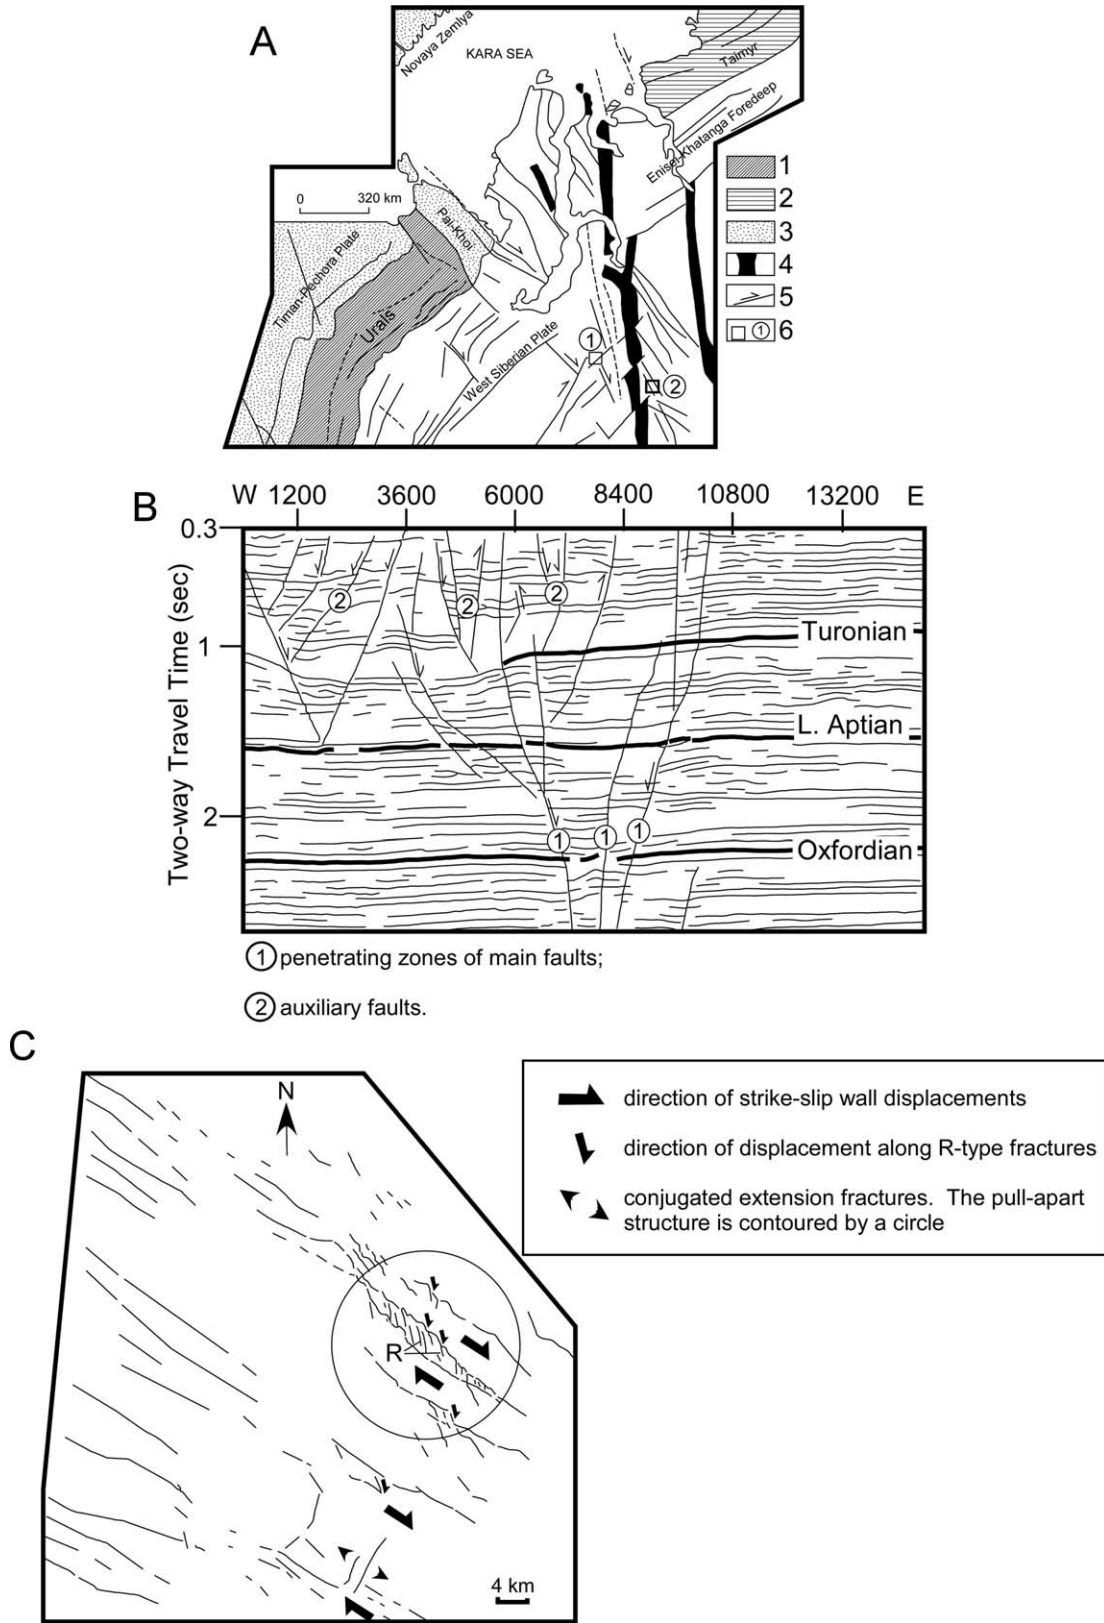 A
Novaya Zemlya
KARA SEA
Taimyr
Enisei-Khatanga Foredeep
0 320 km
Pai-Khoi
Timan-Pechora Plate
Urals
West Siberian Plate
1
2
1
2
3
4
5
1 6
B
W 1200 3600 6000 8400 10800 13200 E
0.3
1
2
Two-way Travel Time (sec)
2
2
2
Turonian
L. Aptian
1
1
1
Oxfordian
1 penetrating zones of main faults;
2 auxiliary faults.
C
N
R
4 km
direction of strike-slip wall displacements
direction of displacement along R-type fractures
conjugated extension fractures. The pull-apart
structure is contoured by a circle